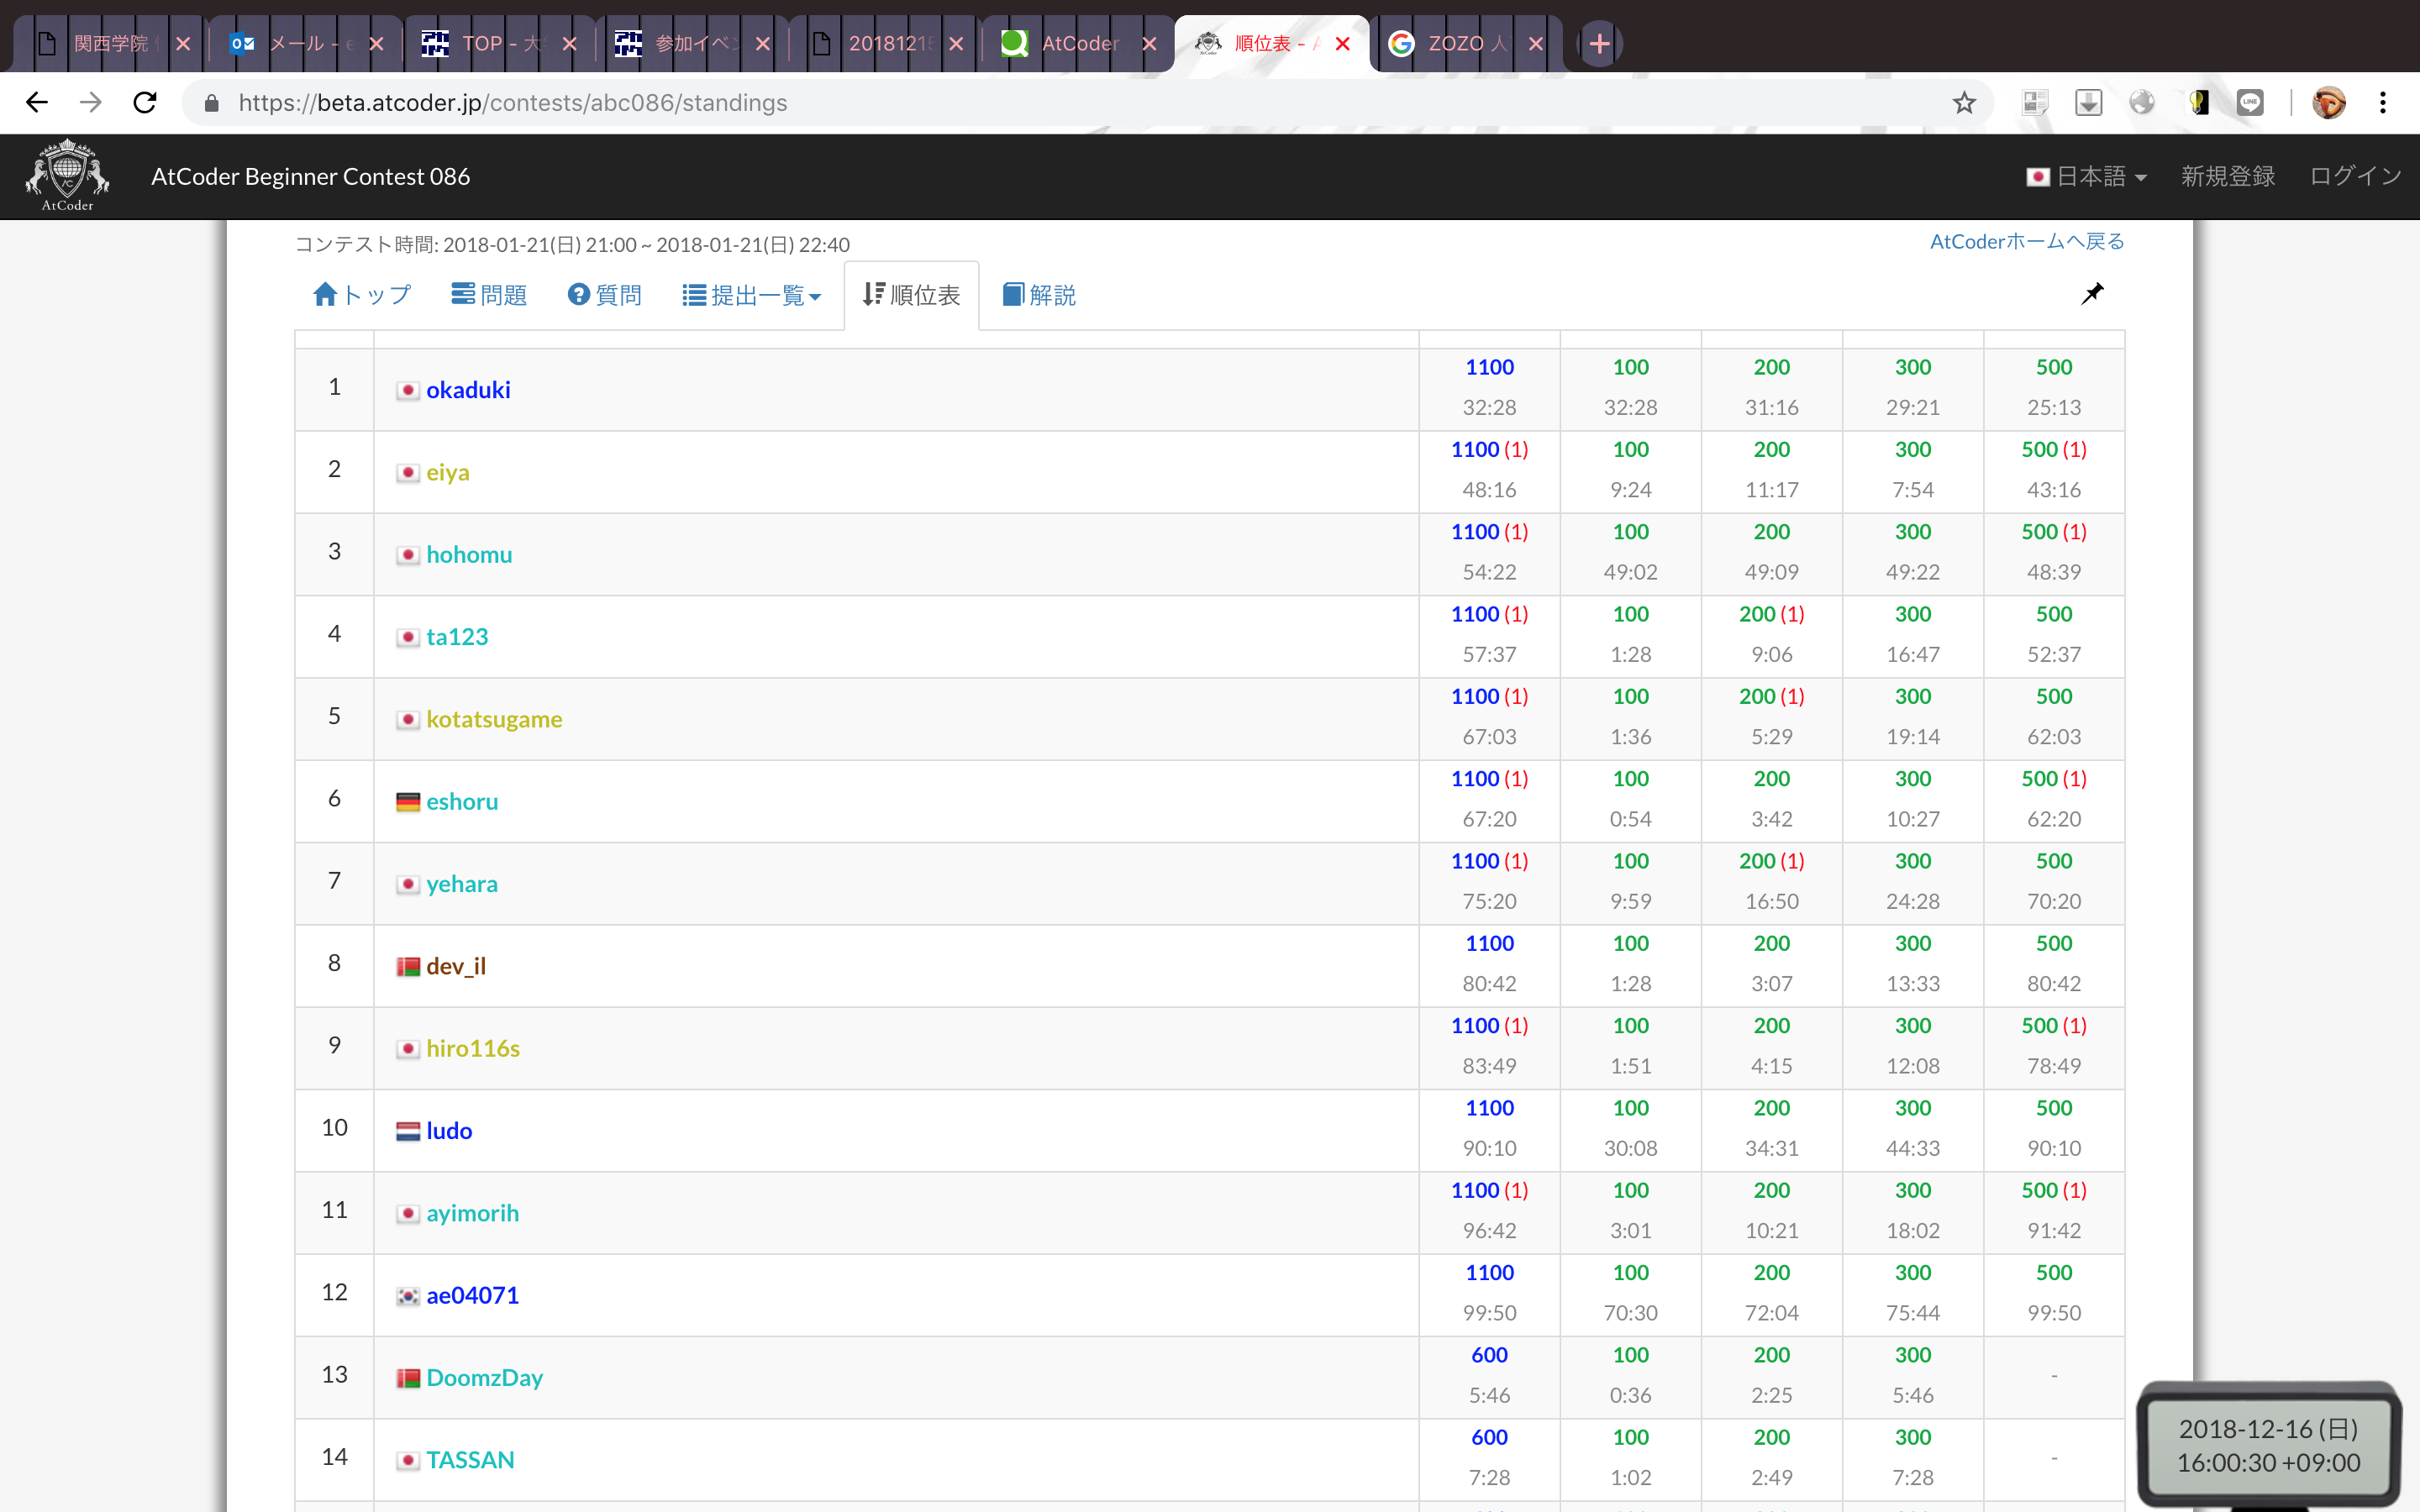 関西学院
メール - e
TOP - 大
参加イベン
20181215
AtCoder
順位表 - A
ZOZO 人
https://beta.atcoder.jp/contests/abc086/standings
AtCoder
AtCoder Beginner Contest 086
日本語
新規登録
ログイン
コンテスト時間: 2018-01-21(日) 21:00 ~ 2018-01-21(日) 22:40
AtCoderホームへ戻る
トップ 問題 質問 提出一覧 順位表 解説
1 okaduki 1100 100 200 300 500
32:28 32:28 31:16 29:21 25:13
2 eiya 1100 (1) 100 200 300 500 (1)
48:16 9:24 11:17 7:54 43:16
3 hohomu 1100 (1) 100 200 300 500 (1)
54:22 49:02 49:09 49:22 48:39
4 ta123 1100 (1) 100 200 (1) 300 500
57:37 1:28 9:06 16:47 52:37
5 kotatsugame 1100 (1) 100 200 (1) 300 500
67:03 1:36 5:29 19:14 62:03
6 eshoru 1100 (1) 100 200 300 500 (1)
67:20 0:54 3:42 10:27 62:20
7 yehara 1100 (1) 100 200 (1) 300 500
75:20 9:59 16:50 24:28 70:20
8 dev_il 1100 100 200 300 500
80:42 1:28 3:07 13:33 80:42
9 hiro116s 1100 (1) 100 200 300 500 (1)
83:49 1:51 4:15 12:08 78:49
10 ludo 1100 100 200 300 500
90:10 30:08 34:31 44:33 90:10
11 ayimorih 1100 (1) 100 200 300 500 (1)
96:42 3:01 10:21 18:02 91:42
12 ae04071 1100 100 200 300 500
99:50 70:30 72:04 75:44 99:50
13 DoomzDay 600 100 200 300 -
5:46 0:36 2:25 5:46
14 TASSAN 600 100 200 300 -
7:28 1:02 2:49 7:28
2018-12-16 (日)
16:00:30 +09:00